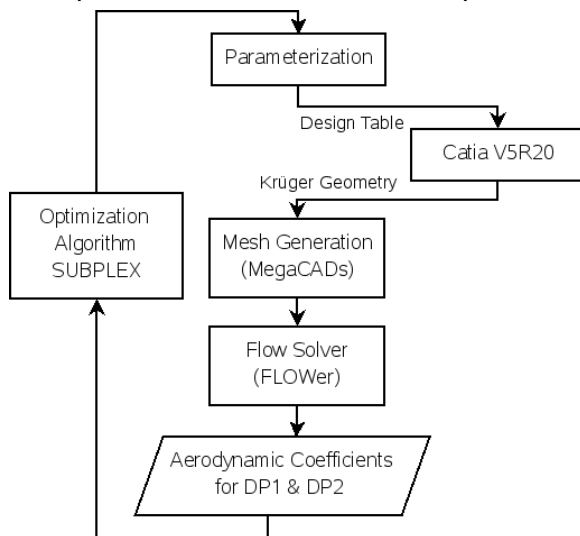 Parameterization
Design Table
Catia V5R20
Krüger Geometry
Optimization
Algorithm
SUBPLEX
Mesh Generation
(MegaCADs)
Flow Solver
(FLOWer)
Aerodynamic Coefficients
for DP1 & DP2